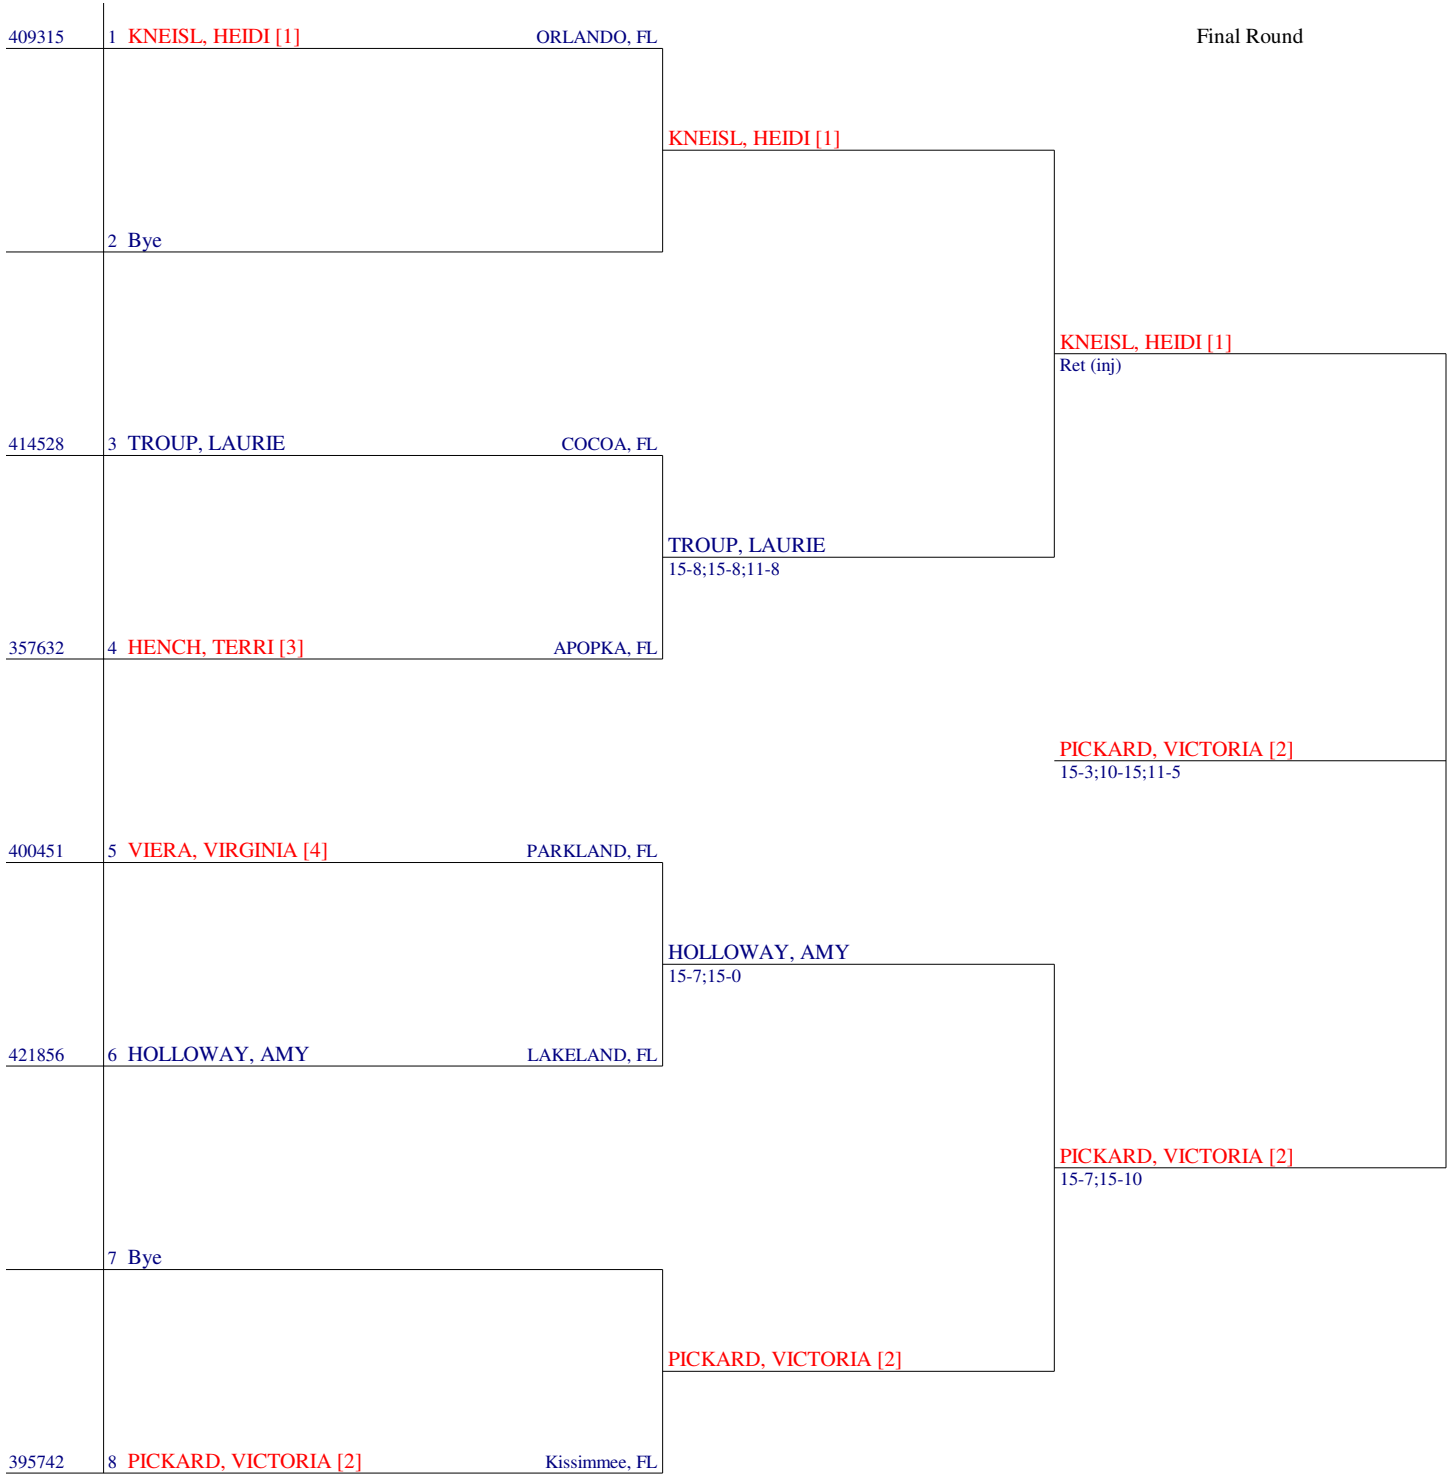 409315 1 KNEISL, HEIDI [1] ORLANDO, FL Final Round
KNEISL, HEIDI [1]
2 Bye
KNEISL, HEIDI [1]
Ret (inj)
414528 3 TROUP, LAURIE COCOA, FL
TROUP, LAURIE
15-8;15-8;11-8
357632 4 HENCH, TERRI [3] APOPKA, FL
PICKARD, VICTORIA [2]
15-3;10-15;11-5
400451 5 VIERA, VIRGINIA [4] PARKLAND, FL
HOLLOWAY, AMY
15-7;15-0
421856 6 HOLLOWAY, AMY LAKELAND, FL
PICKARD, VICTORIA [2]
15-7;15-10
7 Bye
PICKARD, VICTORIA [2]
395742 8 PICKARD, VICTORIA [2] Kissimmee, FL